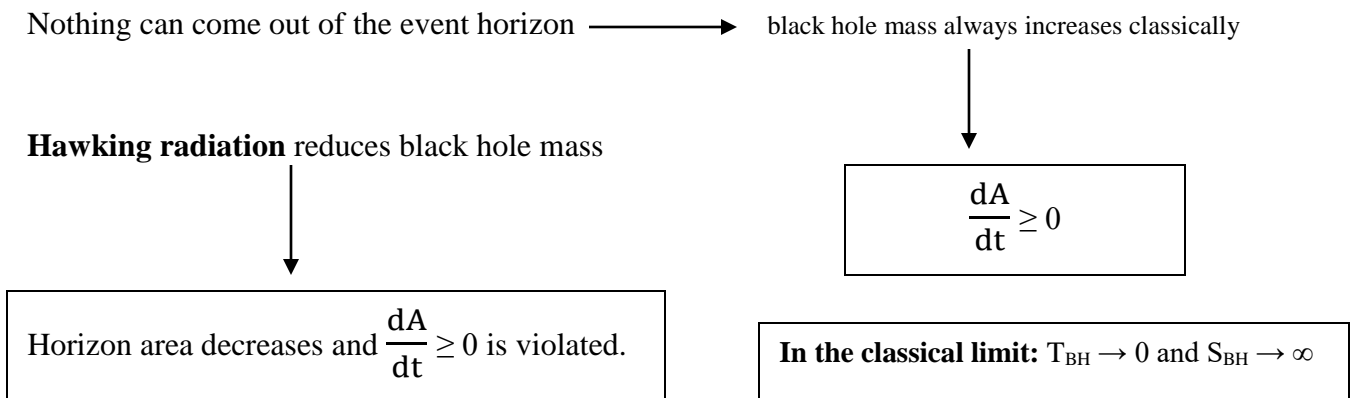 Nothing can come out of the event horizon
black hole mass always increases classically
Hawking radiation reduces black hole mass
dA/dt ≥ 0
Horizon area decreases and dA/dt ≥ 0 is violated.
In the classical limit: T_BH → 0 and S_BH → ∞